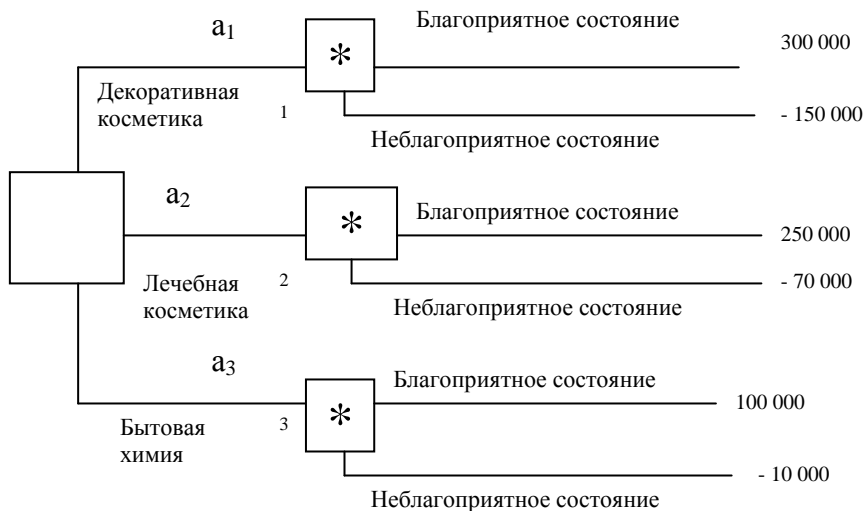 a1
*
Благоприятное состояние
300 000
Декоративная
косметика
1
- 150 000
Неблагоприятное состояние
a2
*
Благоприятное состояние
250 000
Лечебная
косметика
2
- 70 000
Неблагоприятное состояние
a3
*
Благоприятное состояние
100 000
Бытовая
химия
3
- 10 000
Неблагоприятное состояние